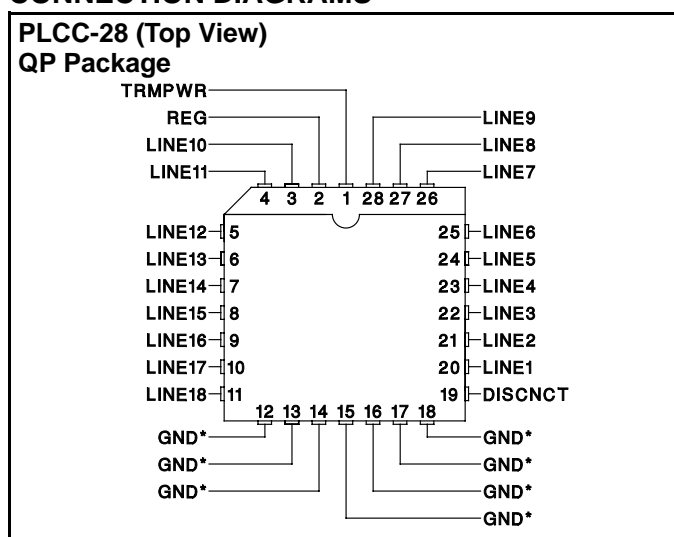 CONNECTION DIAGRAMS
PLCC-28 (Top View)
QP Package
TRMPWR
REG
LINE9
LINE10
LINE8
LINE11
LINE7
4 3 2 1 28 27 26
LINE12 5 25 LINE6
LINE13 6 24 LINE5
LINE14 7 23 LINE4
LINE15 8 22 LINE3
LINE16 9 21 LINE2
LINE17 10 20 LINE1
LINE18 11 19 DISCNCT
12 13 14 15 16 17 18
GND* GND*
GND* GND*
GND* GND*
GND*